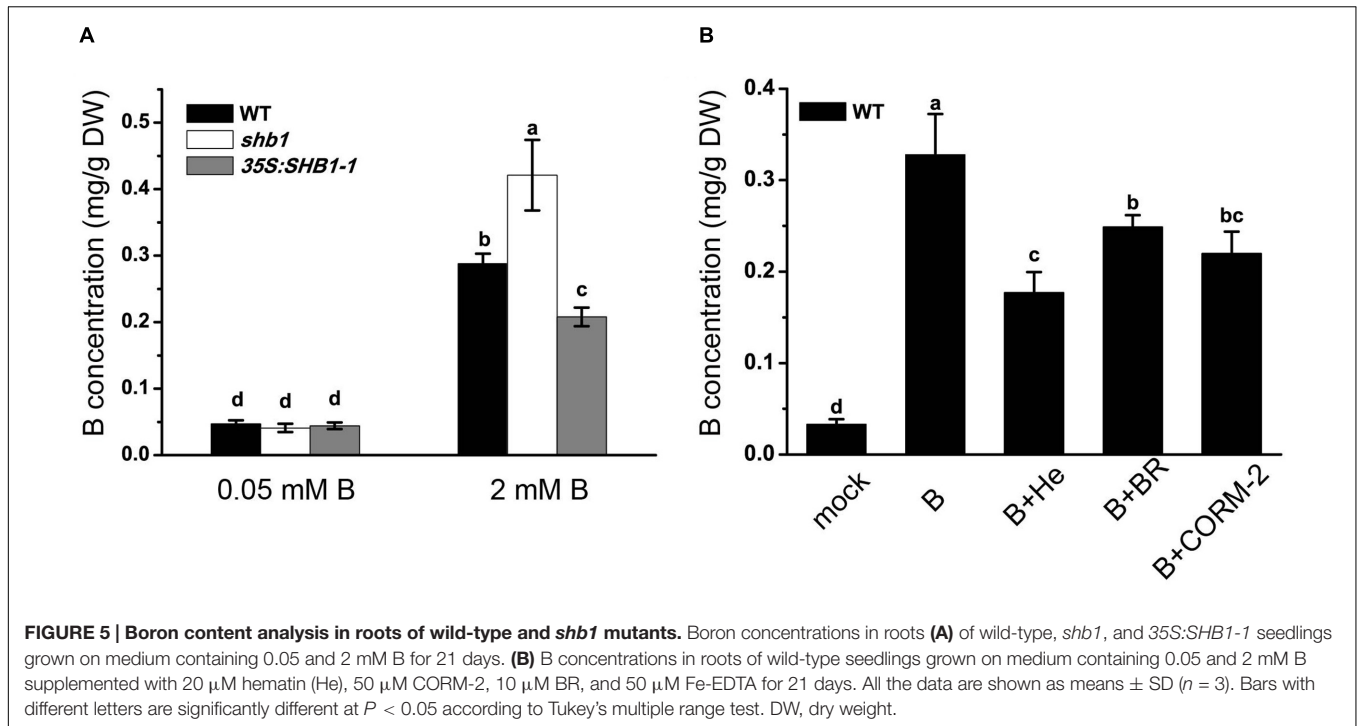 A
B concentration (mg/g DW)
0.5
0.4
0.3
0.2
0.1
0.0
WT
shb1
35S:SHB1-1
d
d
d
b
a
c
0.05 mM B
2 mM B
B
B concentration (mg/g DW)
0.4
0.3
0.2
0.1
0.0
WT
d
a
c
b
bc
mock
B
B+He
B+BR
B+CORM-2
FIGURE 5 | Boron content analysis in roots of wild-type and shb1 mutants. Boron concentrations in roots (A) of wild-type, shb1, and 35S:SHB1-1 seedlings
grown on medium containing 0.05 and 2 mM B for 21 days. (B) B concentrations in roots of wild-type seedlings grown on medium containing 0.05 and 2 mM B
supplemented with 20 μM hematin (He), 50 μM CORM-2, 10 μM BR, and 50 μM Fe-EDTA for 21 days. All the data are shown as means ± SD (n = 3). Bars with
different letters are significantly different at P < 0.05 according to Tukey's multiple range test. DW, dry weight.